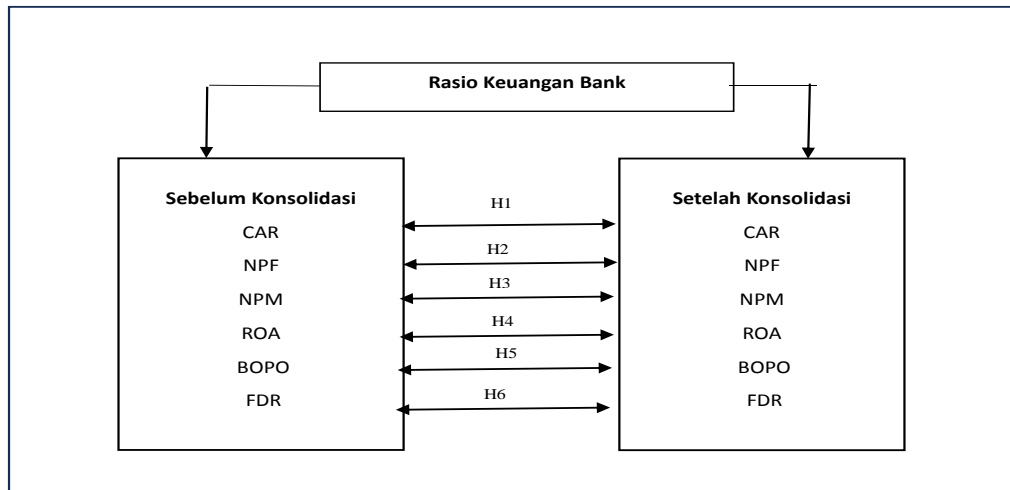 Rasio Keuangan Bank
Sebelum Konsolidasi
CAR
NPF
NPM
ROA
BOPO
FDR
H1
H2
H3
H4
H5
H6
Setelah Konsolidasi
CAR
NPF
NPM
ROA
BOPO
FDR